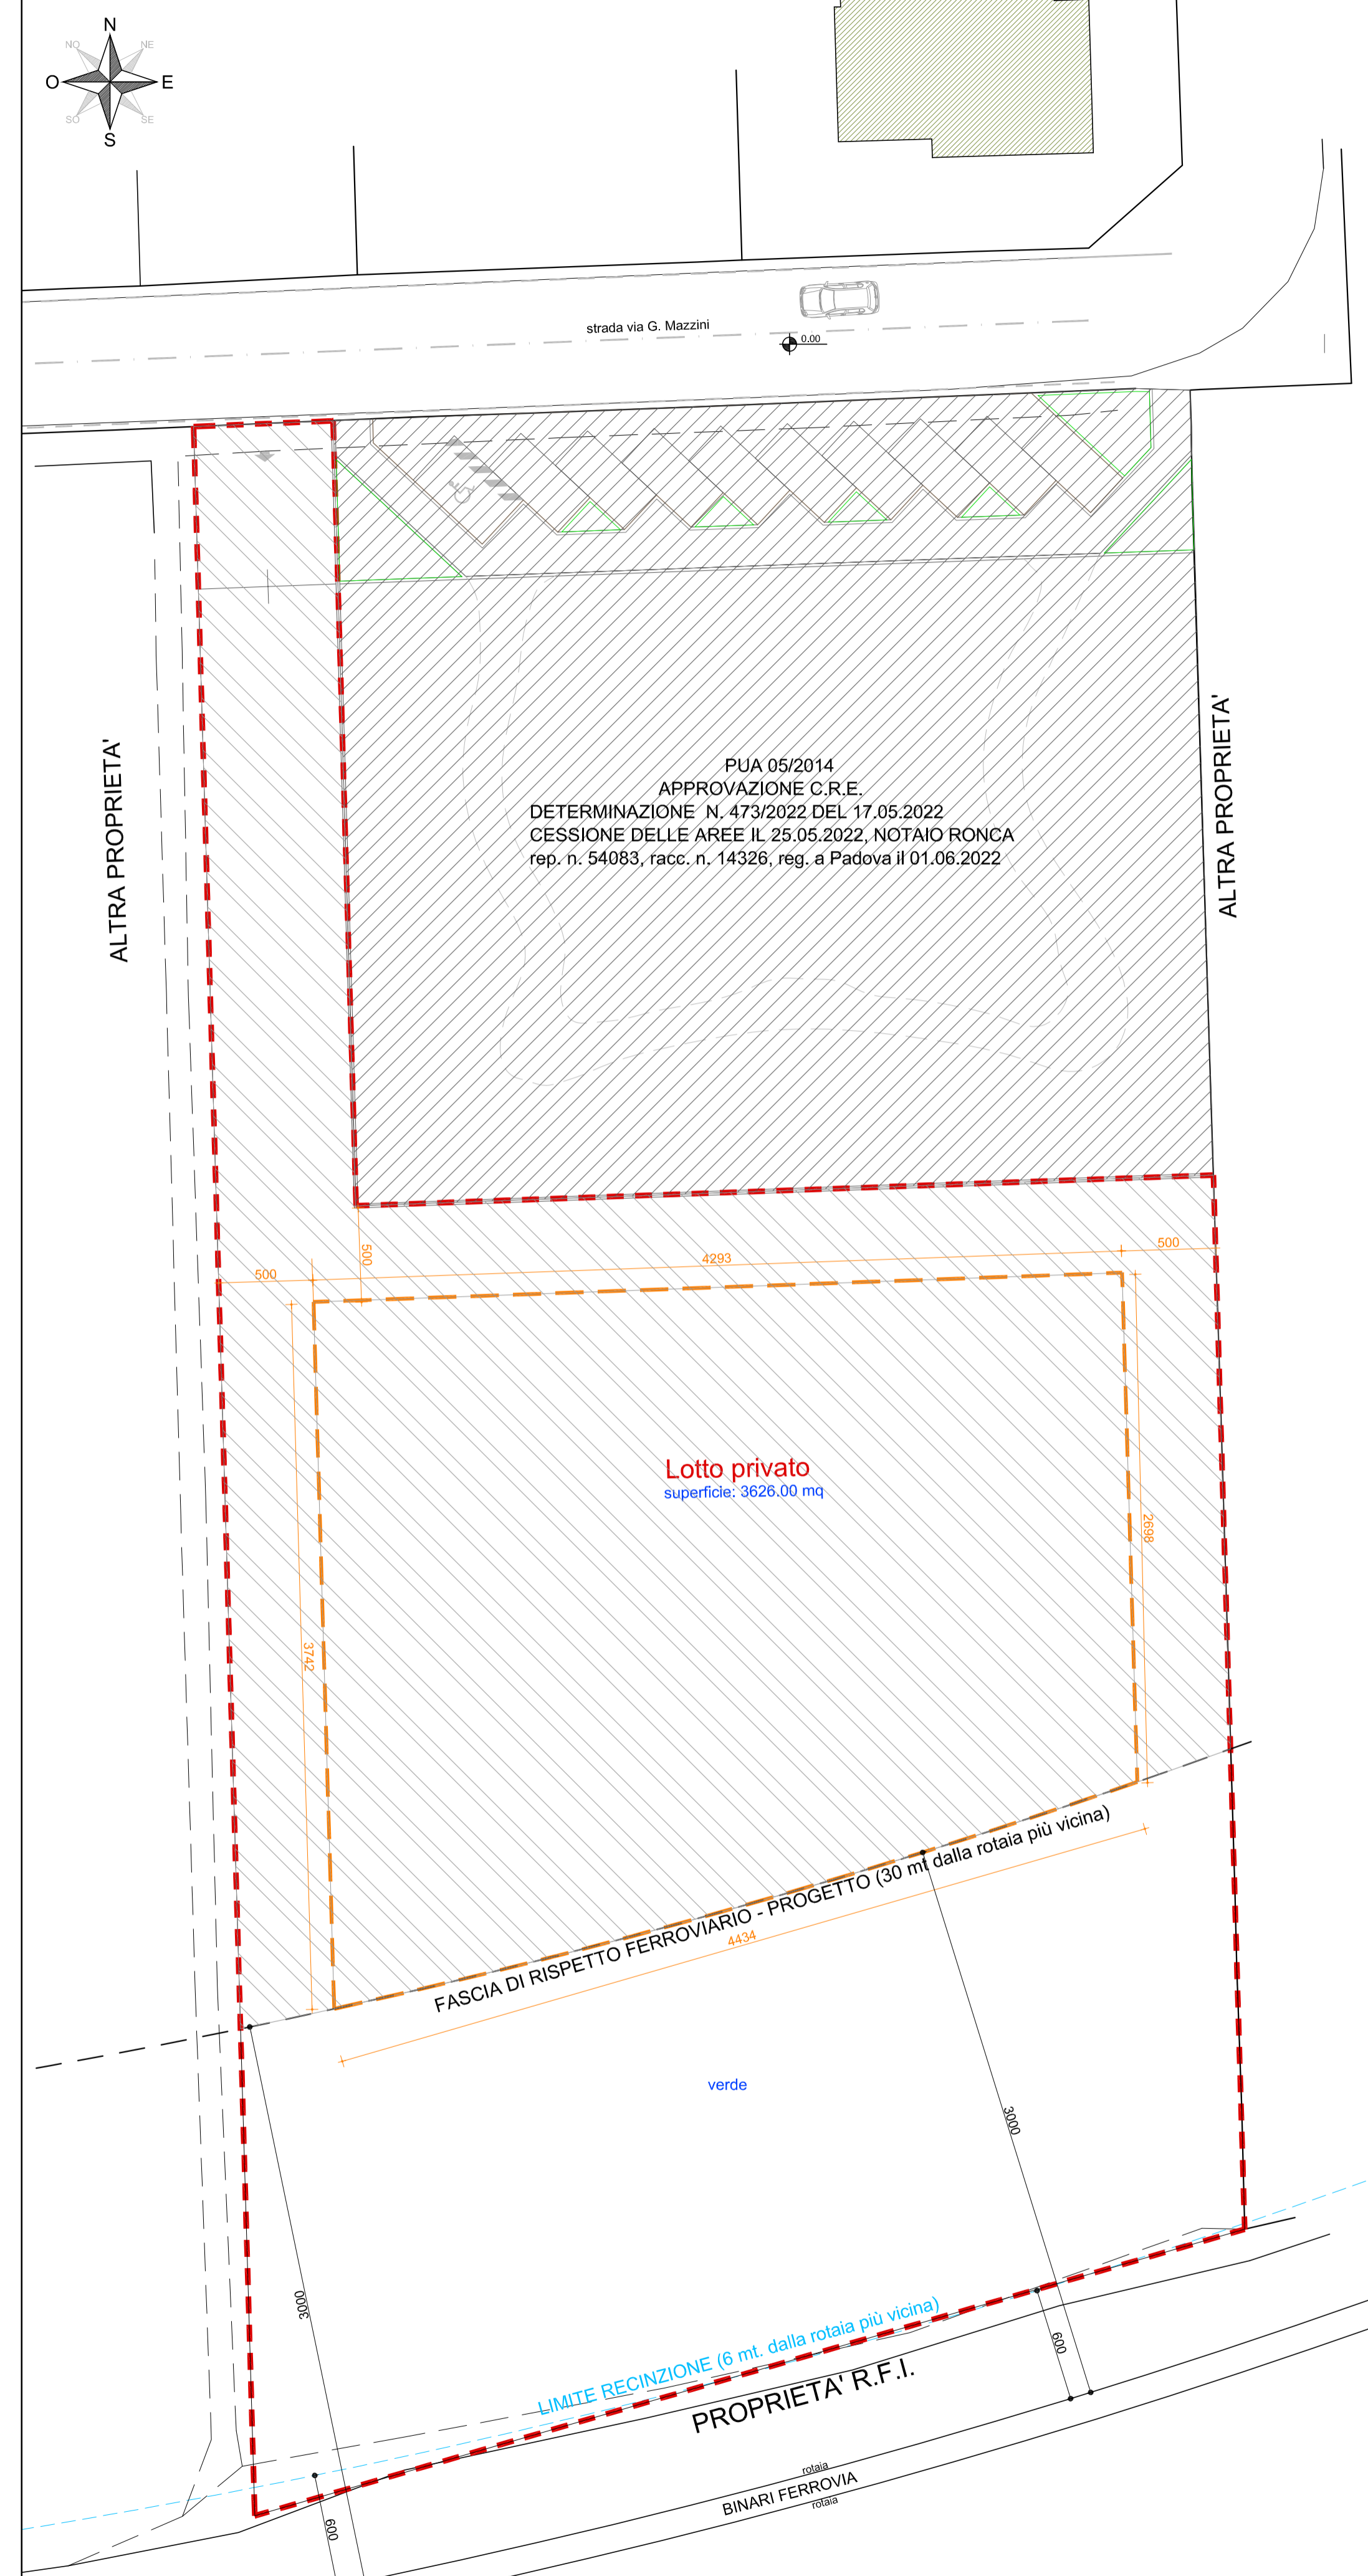 N
NO
NE
O
E
SO
SE
S
strada via G. Mazzini
0.00
ALTRA PROPRIETA'
ALTRA PROPRIETA'
PUA 05/2014
APPROVAZIONE C.R.E.
DETERMINAZIONE N. 473/2022 DEL 17.05.2022
CESSIONE DELLE AREE IL 25.05.2022, NOTAIO RONCA
rep. n. 54083, racc. n. 14326, reg. a Padova il 01.06.2022
500
500
4293
500
Lotto privato
superficie: 3626.00 mq
2698
3742
FASCIA DI RISPETTO FERROVIARIO - PROGETTO (30 mt dalla rotaia più vicina)
4434
verde
3000
3000
LIMITE RECINZIONE (6 mt. dalla rotaia più vicina)
600
PROPRIETA' R.F.I.
rotaia
BINARI FERROVIA
rotaia
600